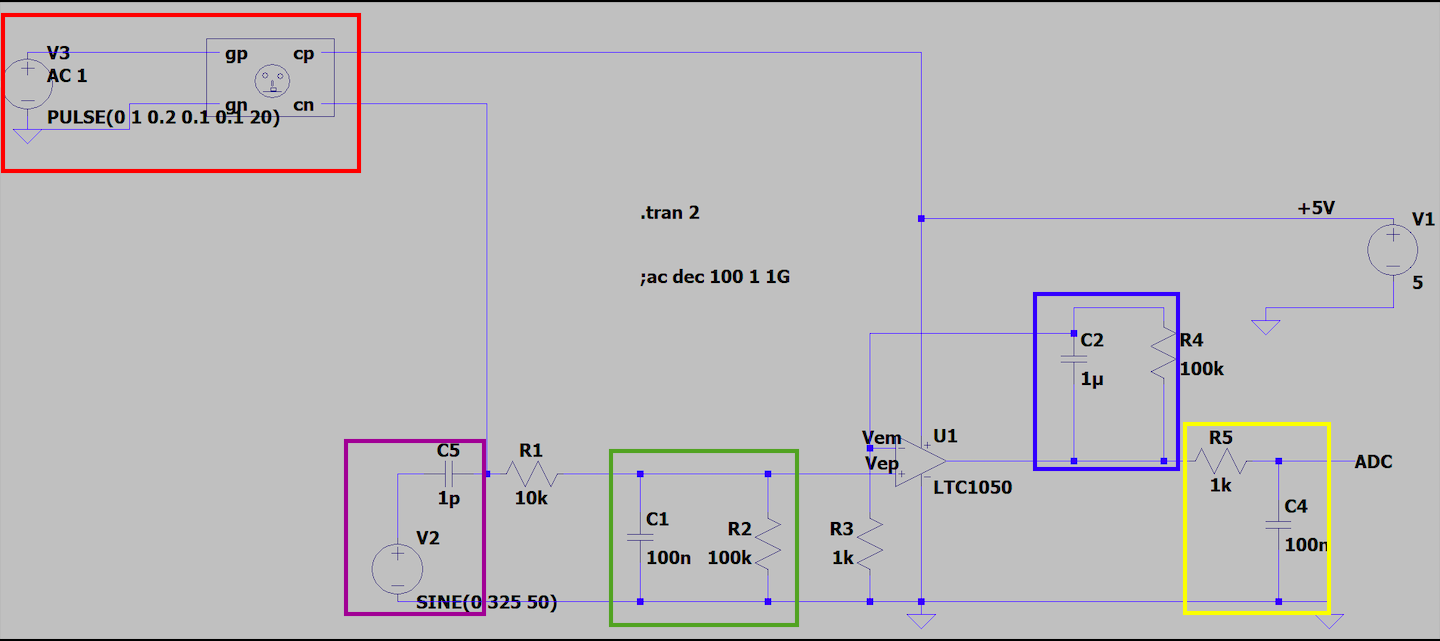 V3
AC 1
gp cp
gn cn
PULSE(0 1 0.2 0.1 0.1 20)
.tran 2
+5V
V1
;ac dec 100 1 1G
5
C2
R4
1µ
100k
C5
R1
Vem
U1
R5
Vep
ADC
1p
10k
LTC1050
1k
C1
R2
R3
C4
V2
100n
100k
1k
100n
SINE(0 325 50)